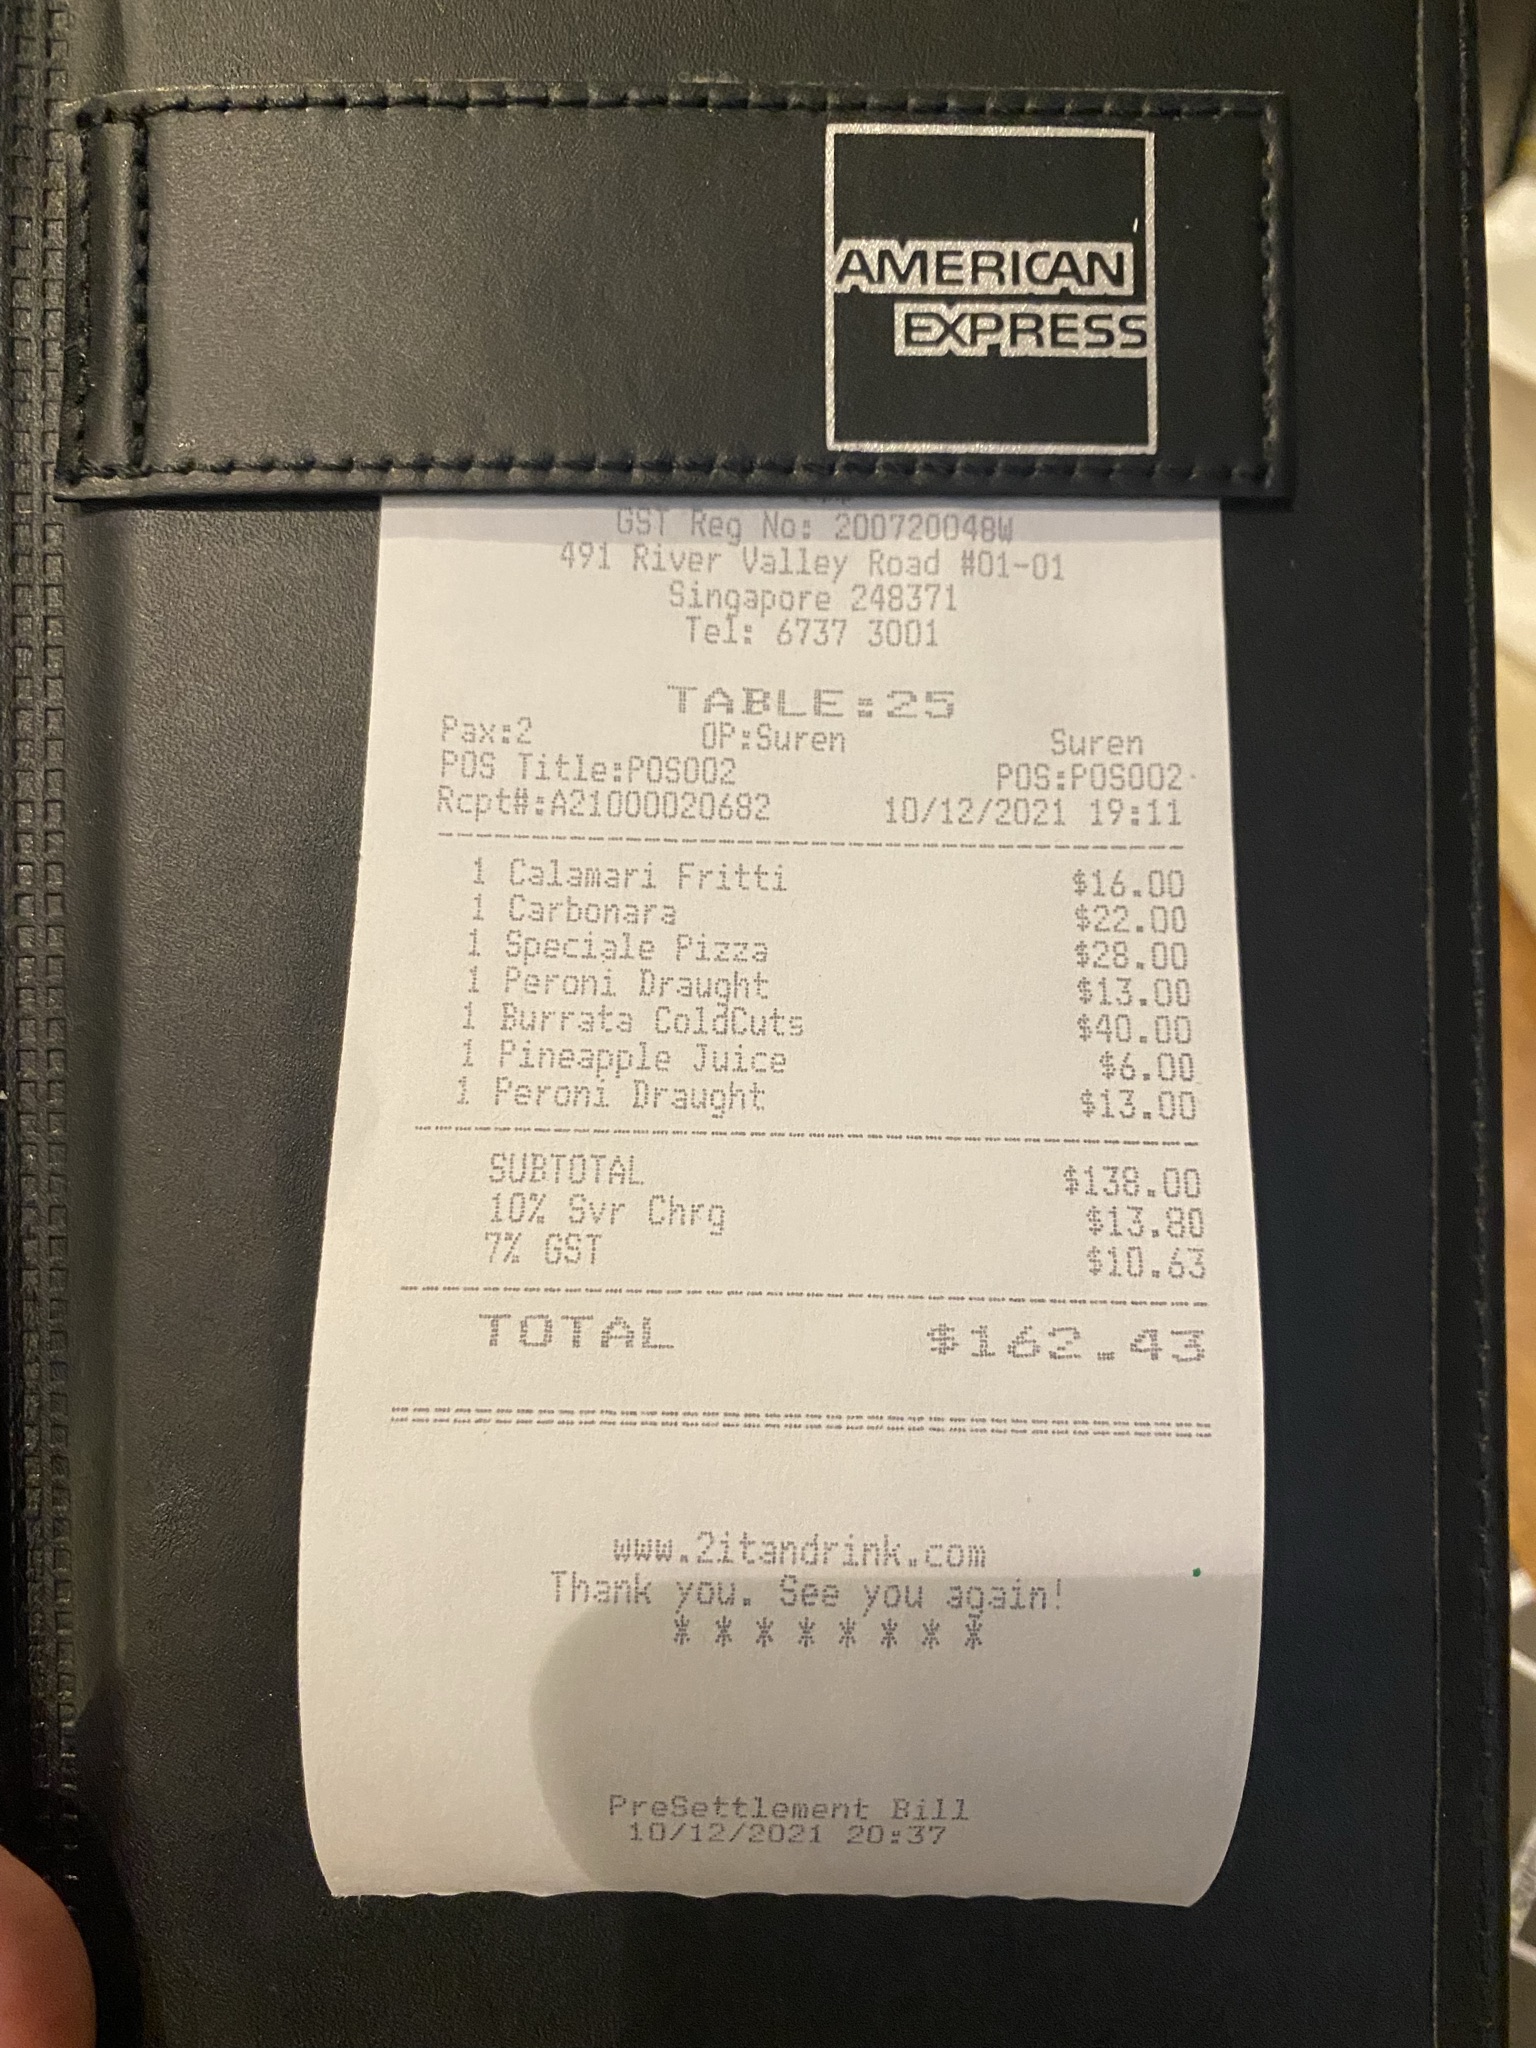 AMERICAN
EXPRESS
GST Reg No: 200720048W
491 River Valley Road #01-01
Singapore 248371
Tel: 6737 3001
TABLE:25
Pax:2 OP:Suren Suren
POS Title:POS002 POS:POS002
Rcpt#:A21000020682 10/12/2021 19:11
1 Calamari Fritti $16.00
1 Carbonara $22.00
1 Speciale Pizza $28.00
1 Peroni Draught $13.00
1 Burrata ColdCuts $40.00
1 Pineapple Juice $6.00
1 Peroni Draught $13.00
SUBTOTAL $138.00
10% Svr Chrg $13.80
7% GST $10.63
TOTAL $162.43
www.2itandrink.com
Thank you. See you again!
* * * * * * * *
PreSettlement Bill
10/12/2021 20:37